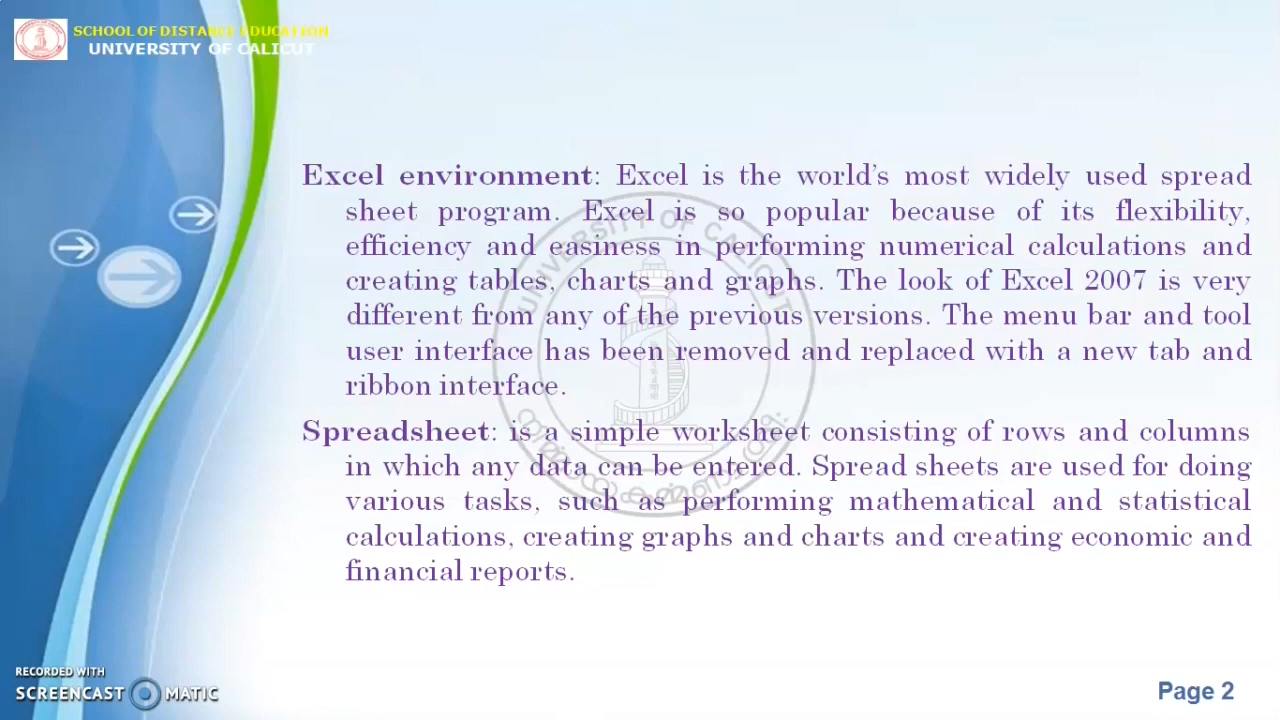 SCHOOL OF DISTANCE EDUCATION
UNIVERSITY OF CALICUT
Excel environment: Excel is the world’s most widely used spread
sheet program. Excel is so popular because of its flexibility,
efficiency and easiness in performing numerical calculations and
creating tables, charts and graphs. The look of Excel 2007 is very
different from any of the previous versions. The menu bar and tool
user interface has been removed and replaced with a new tab and
ribbon interface.
Spreadsheet: is a simple worksheet consisting of rows and columns
in which any data can be entered. Spread sheets are used for doing
various tasks, such as performing mathematical and statistical
calculations, creating graphs and charts and creating economic and
financial reports.
UNIVERSITY OF CALICUT
RECORDED WITH
SCREENCAST MATIC
Page 2